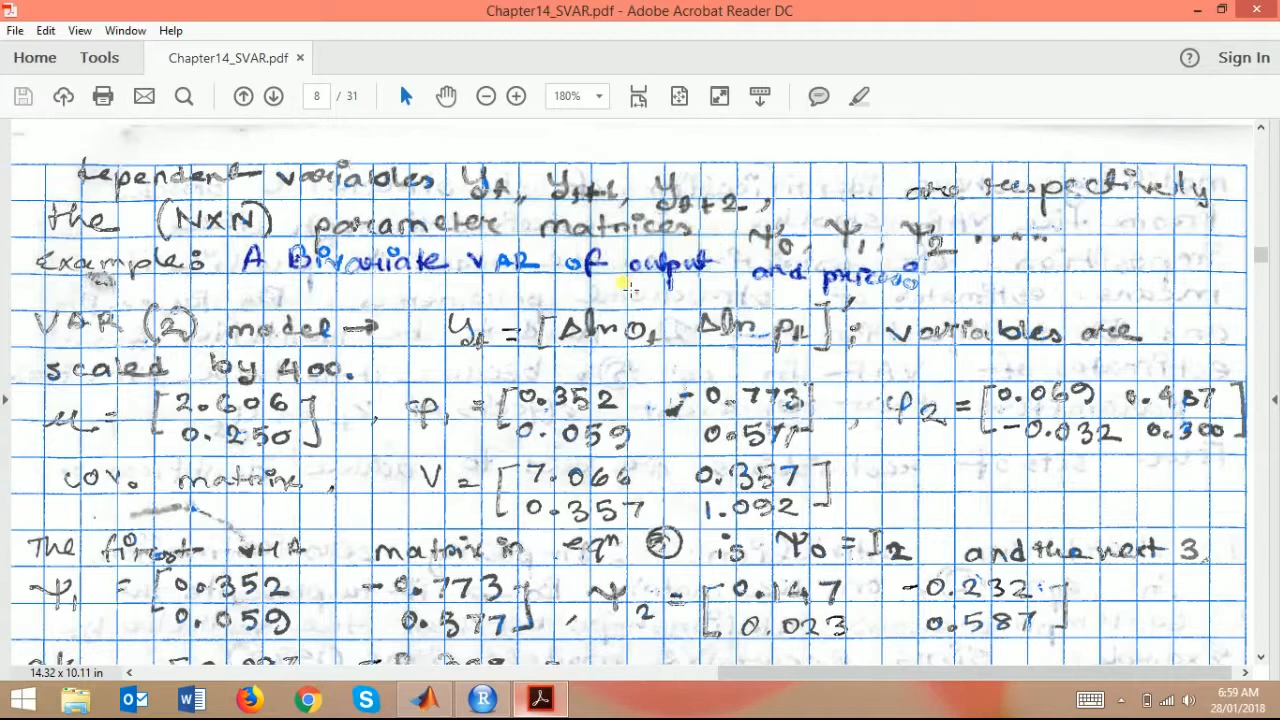 Chapter14_SVAR.pdf - Adobe Acrobat Reader DC
File Edit View Window Help
Home Tools Chapter14_SVAR.pdf × ? Sign In
8 / 31 180%
dependent variables yt, yt+1, yt+2, are respectively
the (N×N) parameter matrices Ψ0, Ψ1, Ψ2 .....
Example: A Bivariate VAR of output and prices:
VAR (2) model → yt = [Δln ot Δln pt]'; variables are
scaled by 400.
μ = [2.606 , φ1 = [0.352 -0.773] , φ2 = [0.069 0.487
0.250] 0.059 0.577 -0.032 0.300]
cov. matrix, V = [7.066 0.357]
0.357 1.092
The first VMA matrix in eqn is Ψ0 = I2 and the next 3
Ψ1 = [0.352 -0.773 , Ψ2 = [0.147 -0.232]
0.059 0.577] 0.023 0.587
14.32 x 10.11 in
6:59 AM
28/01/2018